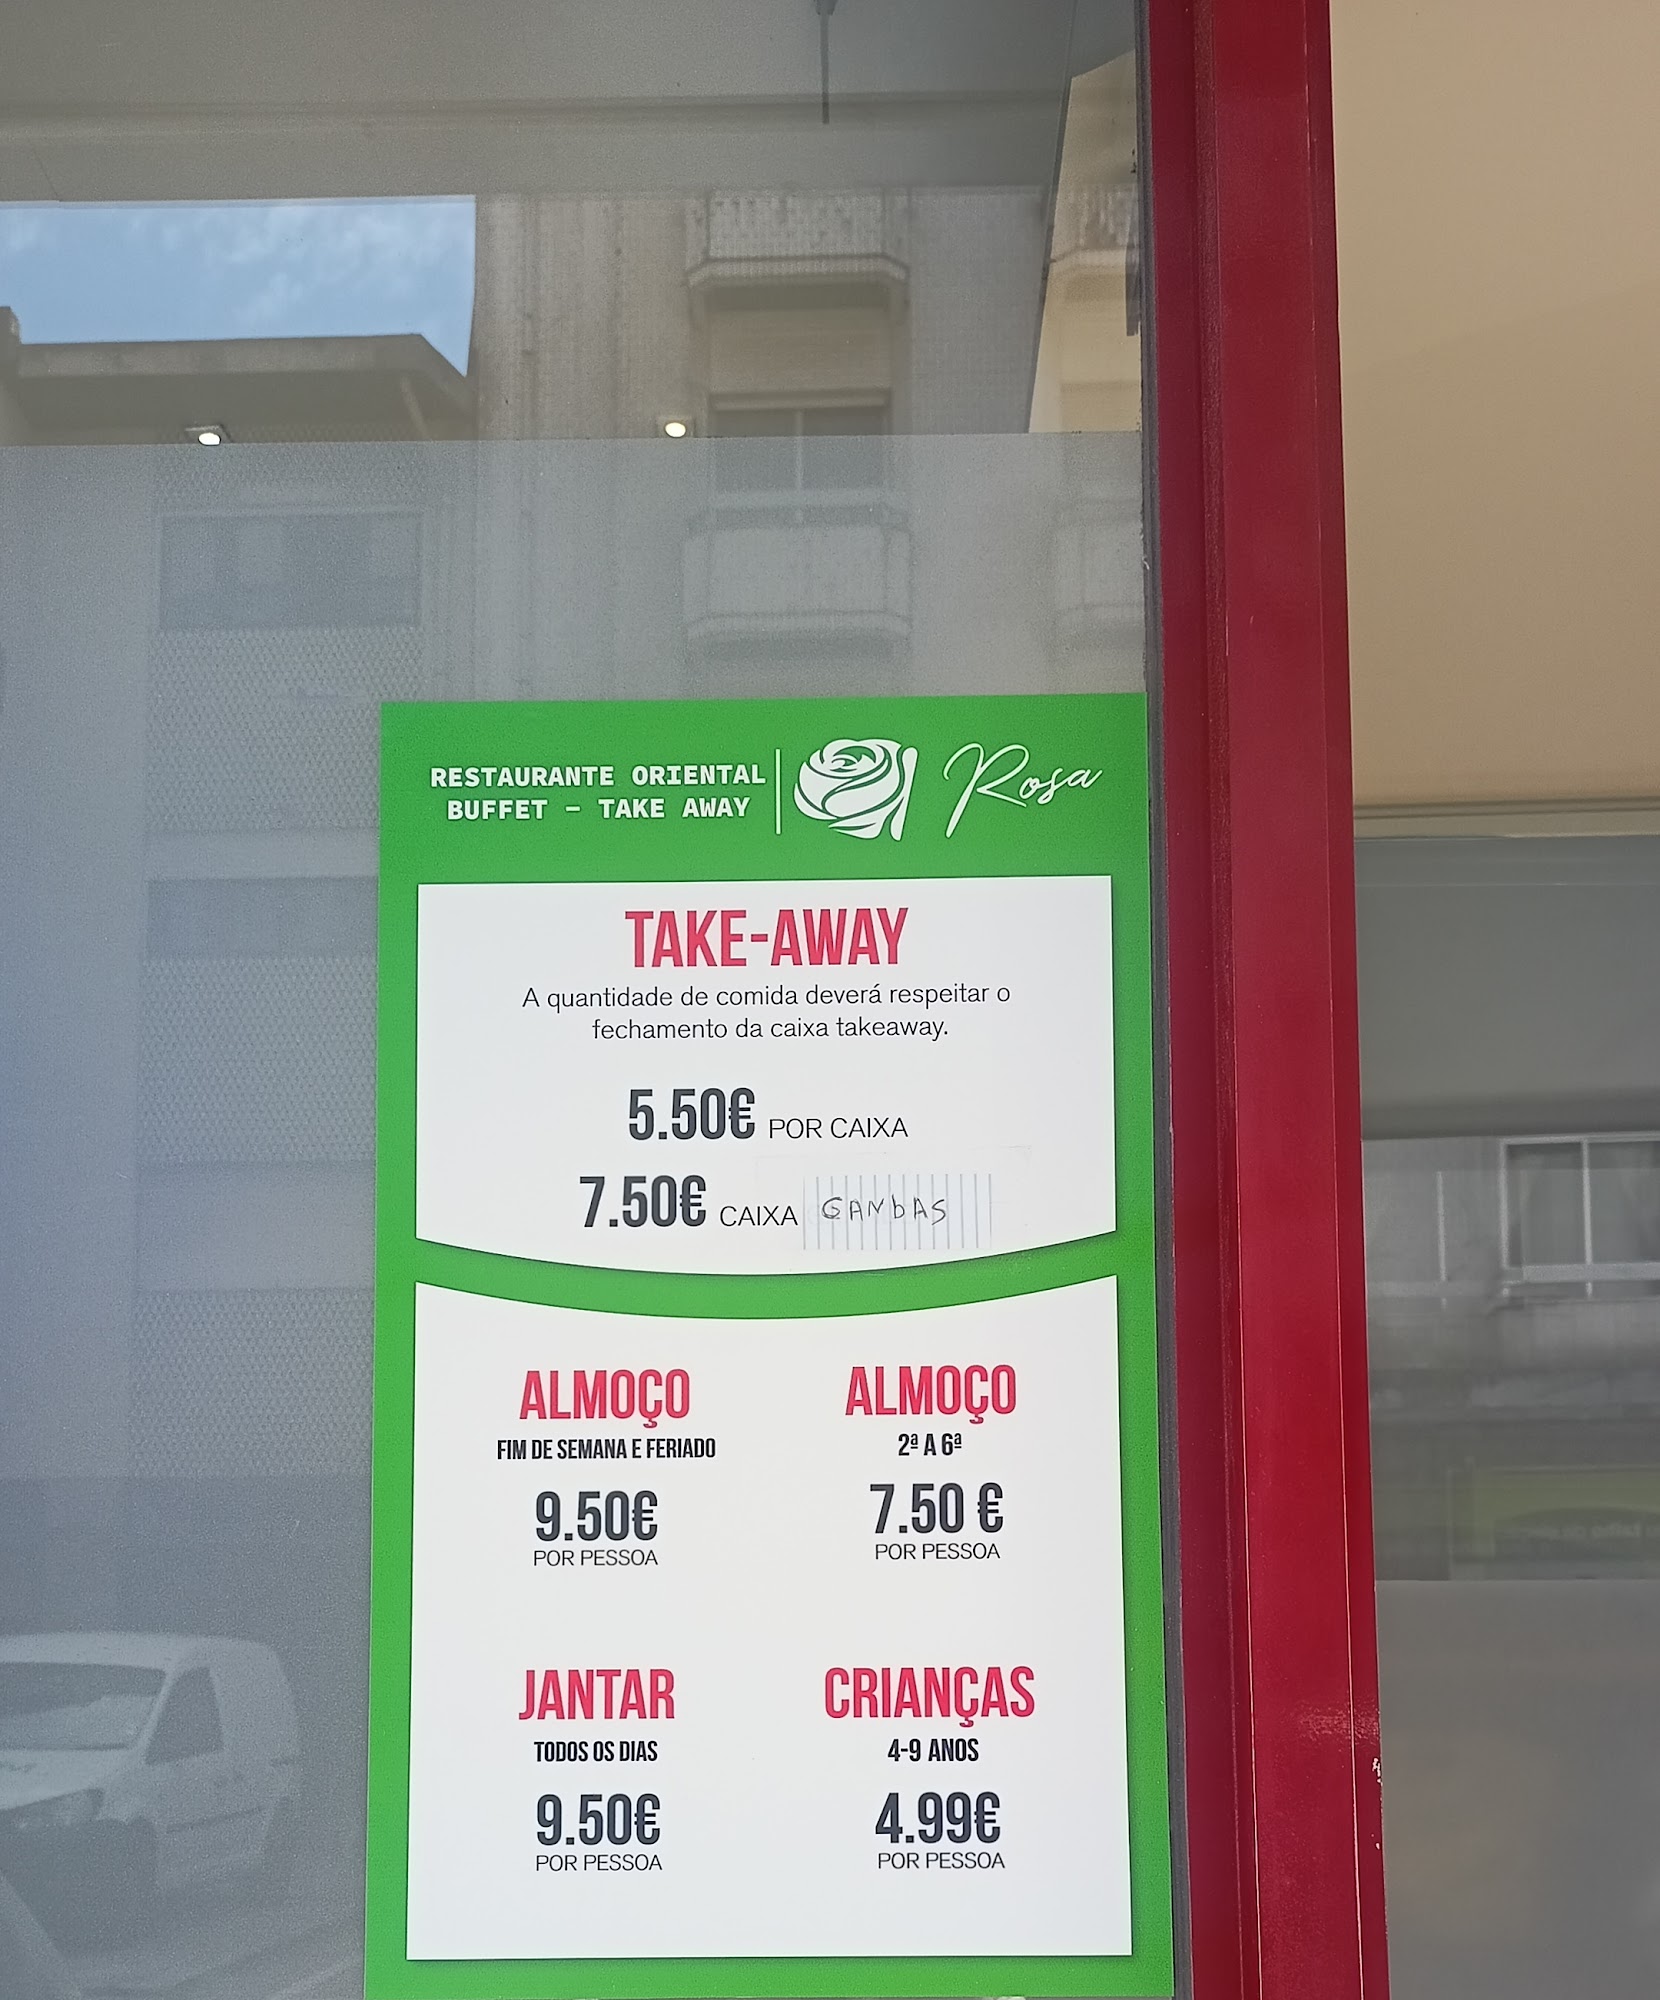 RESTAURANTE ORIENTAL
BUFFET - TAKE AWAY
Rosa
TAKE-AWAY
A quantidade de comida deverá respeitar o
fechamento da caixa takeaway.
5.50€ POR CAIXA
7.50€ CAIXA GANbAS
ALMOÇO
FIM DE SEMANA E FERIADO
9.50€
POR PESSOA
ALMOÇO
2ª A 6ª
7.50 €
POR PESSOA
JANTAR
TODOS OS DIAS
9.50€
POR PESSOA
CRIANÇAS
4-9 ANOS
4.99€
POR PESSOA